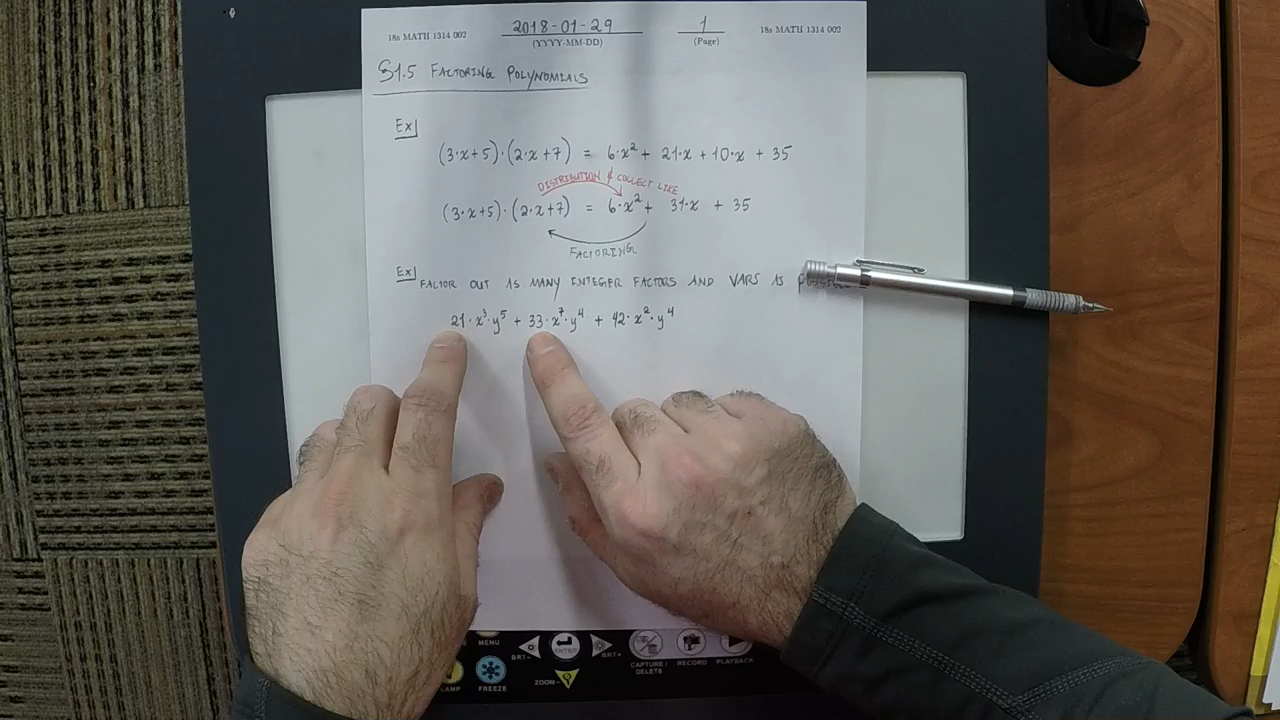 18s MATH 1314 002 2018-01-29 1 18s MATH 1314 002
(YYYY-MM-DD) (Page)
§1.5 FACTORING POLYNOMIALS
Ex
(3·x+5)·(2·x+7) = 6·x² + 21·x + 10·x + 35
DISTRIBUTION & COLLECT LIKE
(3·x+5)·(2·x+7) = 6·x² + 31·x + 35
FACTORING
Ex FACTOR OUT AS MANY INTEGER FACTORS AND VARS AS
21·x³·y⁵ + 33·x⁷·y⁴ + 42·x²·y⁴
MENU
BRT- ENTER BRT+
CAPTURE / DELETE RECORD PLAYBACK
LAMP FREEZE ZOOM-